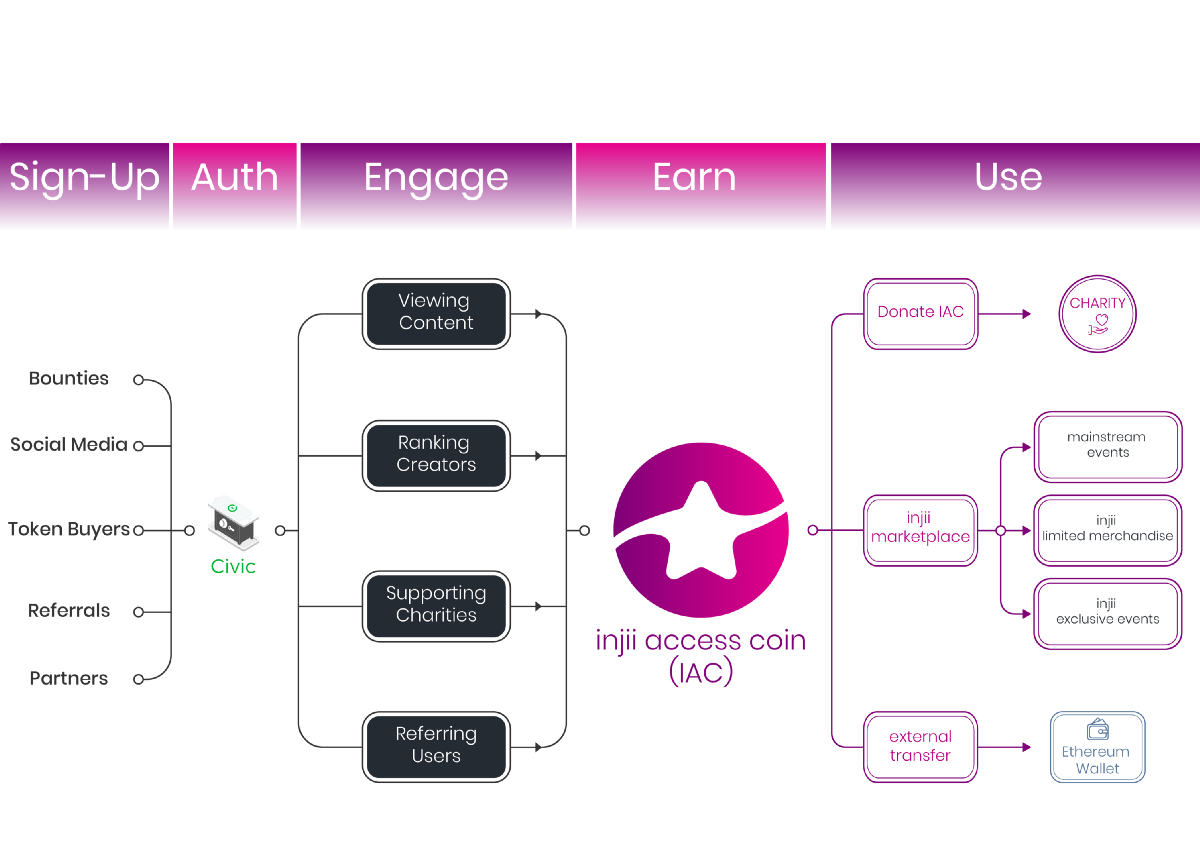 Sign-Up
Auth
Engage
Earn
Use
Bounties
Social Media
Token Buyers
Referrals
Partners
Civic
Viewing
Content
Ranking
Creators
Supporting
Charities
Referring
Users
injii access coin
(IAC)
Donate IAC
CHARITY
injii
marketplace
mainstream
events
injii
limited merchandise
injii
exclusive events
external
transfer
Ethereum
Wallet